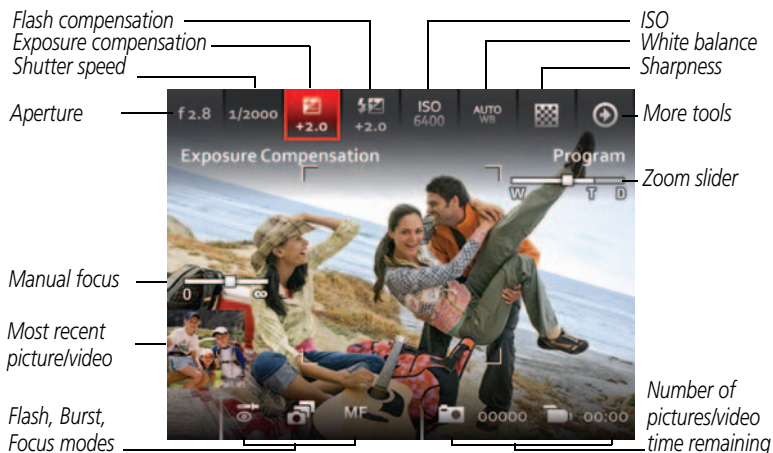 Flash compensation
Exposure compensation
Shutter speed
Aperture
ISO
White balance
Sharpness
More tools
Zoom slider
f 2.8
1/2000
+2.0
+2.0
ISO
6400
AUTO
WB
Exposure Compensation
Program
W T D
Manual focus
0 ∞
Most recent
picture/video
Flash, Burst,
Focus modes
MF
00000
00:00
Number of
pictures/video
time remaining